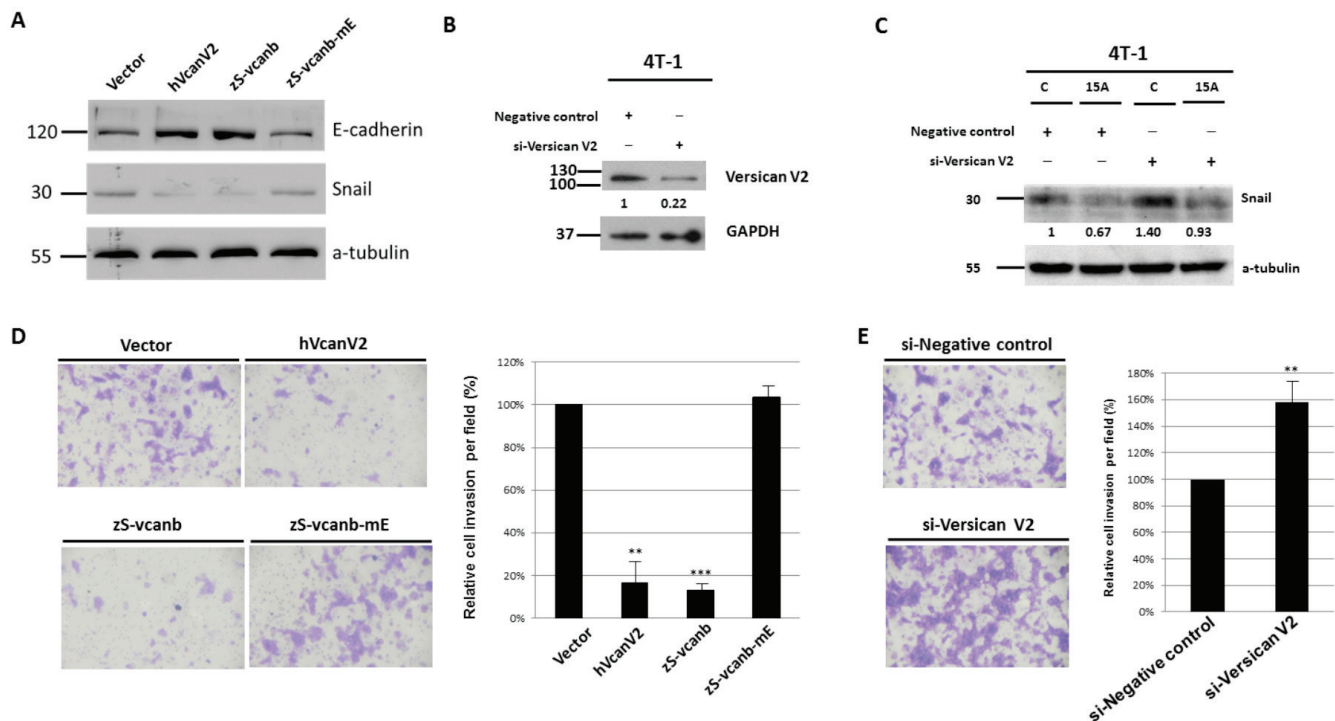 A
Vector hVcanV2 zS-vcanb zS-vcanb-mE
120 E-cadherin
30 Snail
55 a-tubulin
B
4T-1
Negative control + –
si-Versican V2 – +
130
100 Versican V2
1 0.22
37 GAPDH
C
4T-1
C 15A C 15A
Negative control + + – –
si-Versican V2 – – + +
30 Snail
1 0.67 1.40 0.93
55 a-tubulin
D
Vector hVcanV2
zS-vcanb zS-vcanb-mE
Relative cell invasion per field (%)
120%
100%
80%
60%
40%
20%
0%
**
***
Vector hVcanV2 zS-vcanb zS-vcanb-mE
E
si-Negative control
si-Versican V2
Relative cell invasion per field (%)
180%
160%
140%
120%
100%
80%
60%
40%
20%
0%
**
si-Negative control si-Versican V2